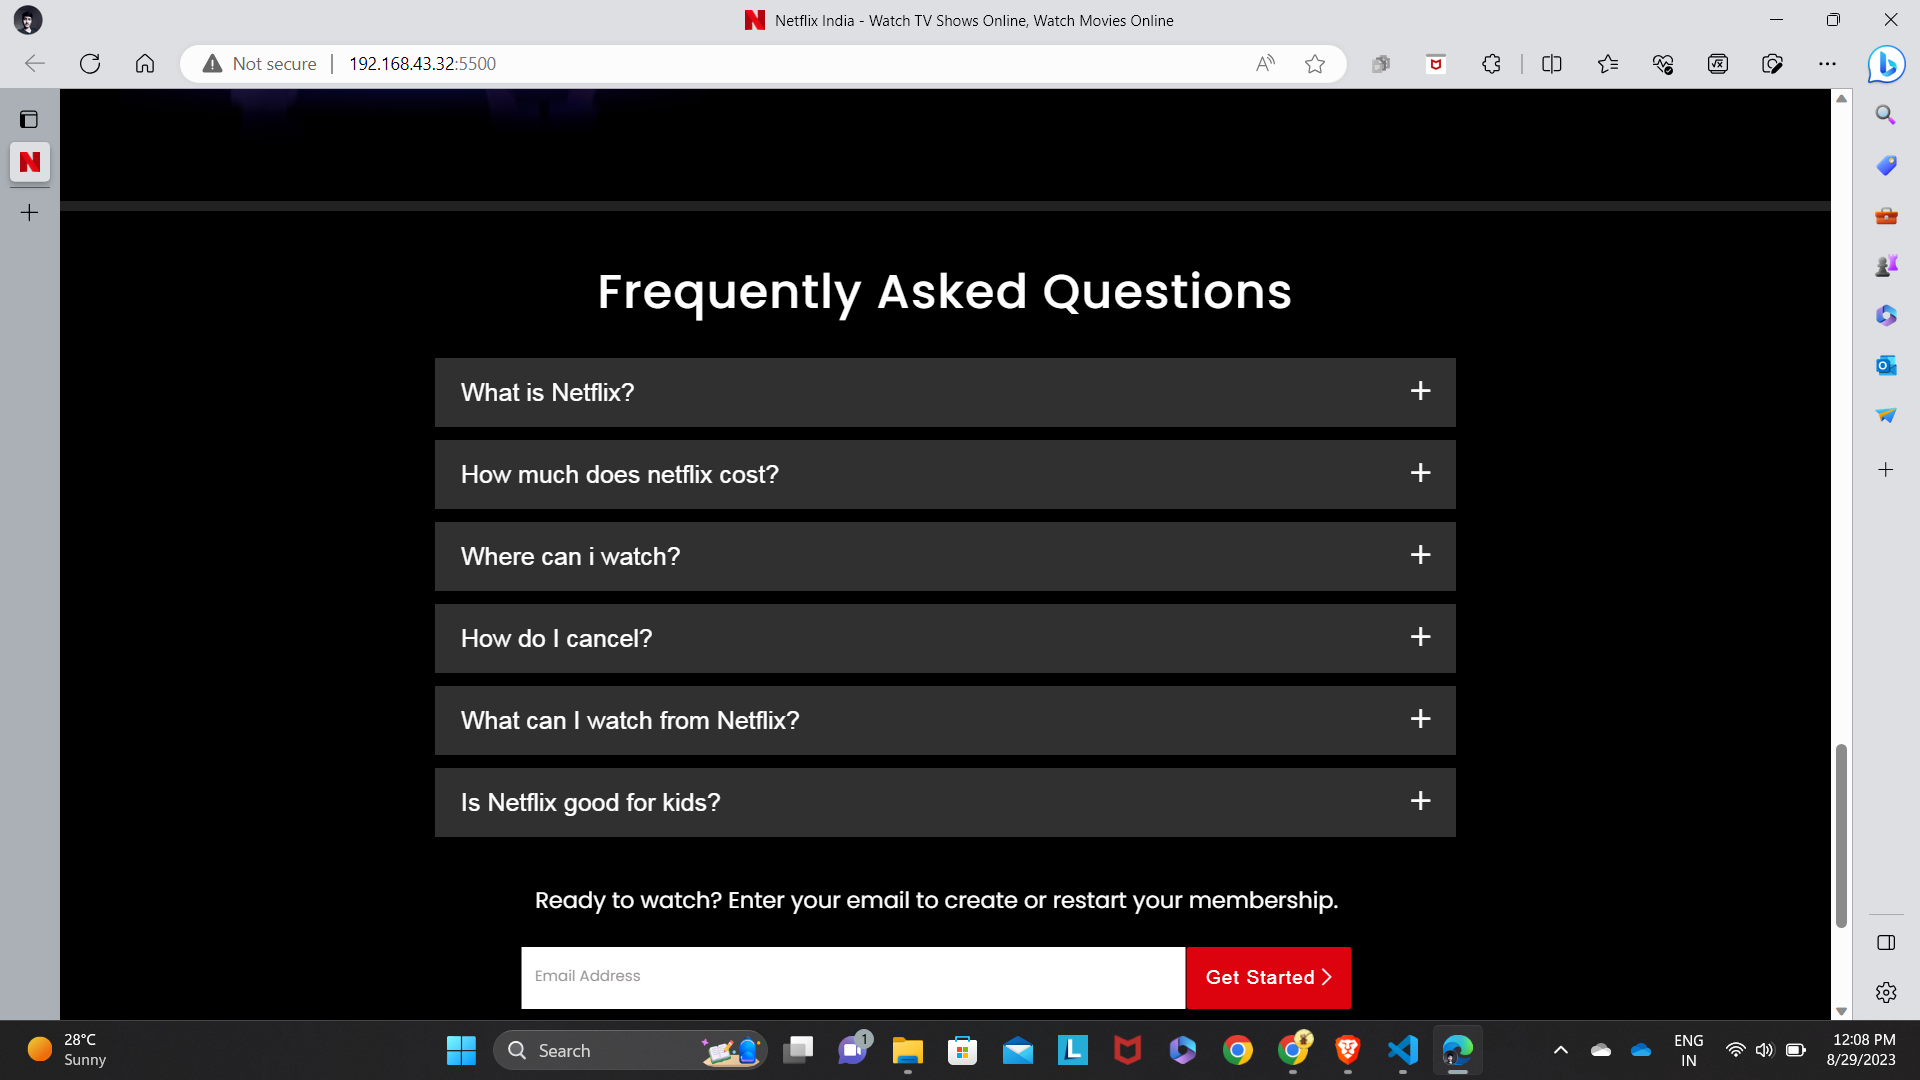 Netflix India - Watch TV Shows Online, Watch Movies Online
Not secure
192.168.43.32:5500
Frequently Asked Questions
What is Netflix?
How much does netflix cost?
Where can i watch?
How do I cancel?
What can I watch from Netflix?
Is Netflix good for kids?
Ready to watch? Enter your email to create or restart your membership.
Email Address
Get Started
28°C
Sunny
Search
1
ENG
IN
12:08 PM
8/29/2023